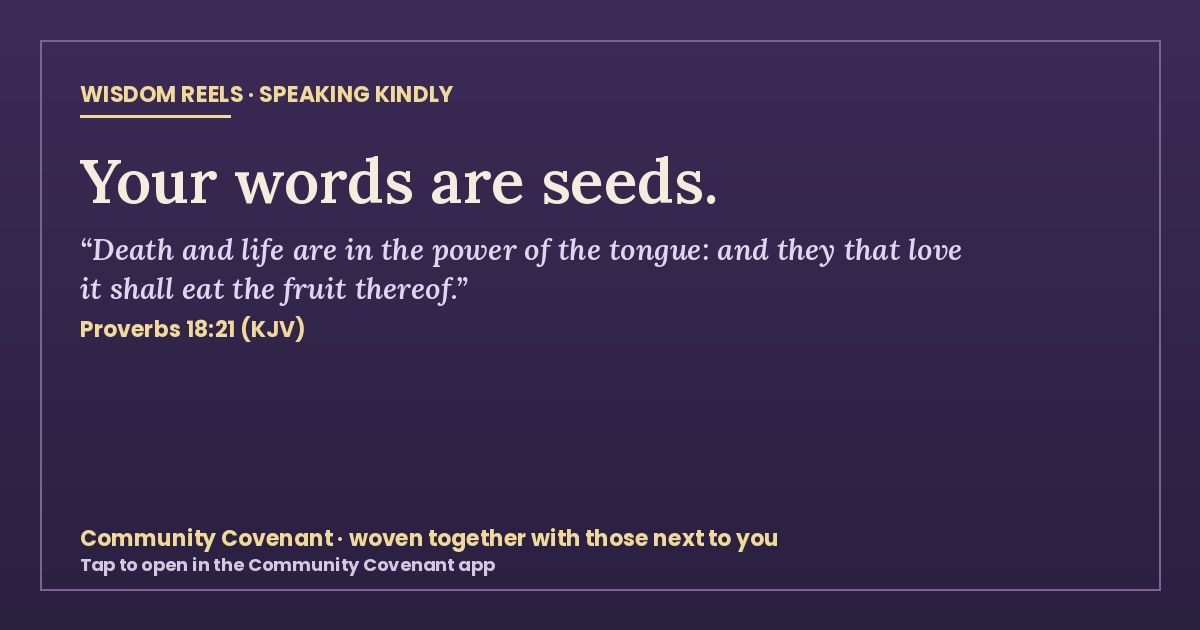 WISDOM REELS · SPEAKING KINDLY
Your words are seeds.
“Death and life are in the power of the tongue: and they that love
it shall eat the fruit thereof.”
Proverbs 18:21 (KJV)
Community Covenant · woven together with those next to you
Tap to open in the Community Covenant app